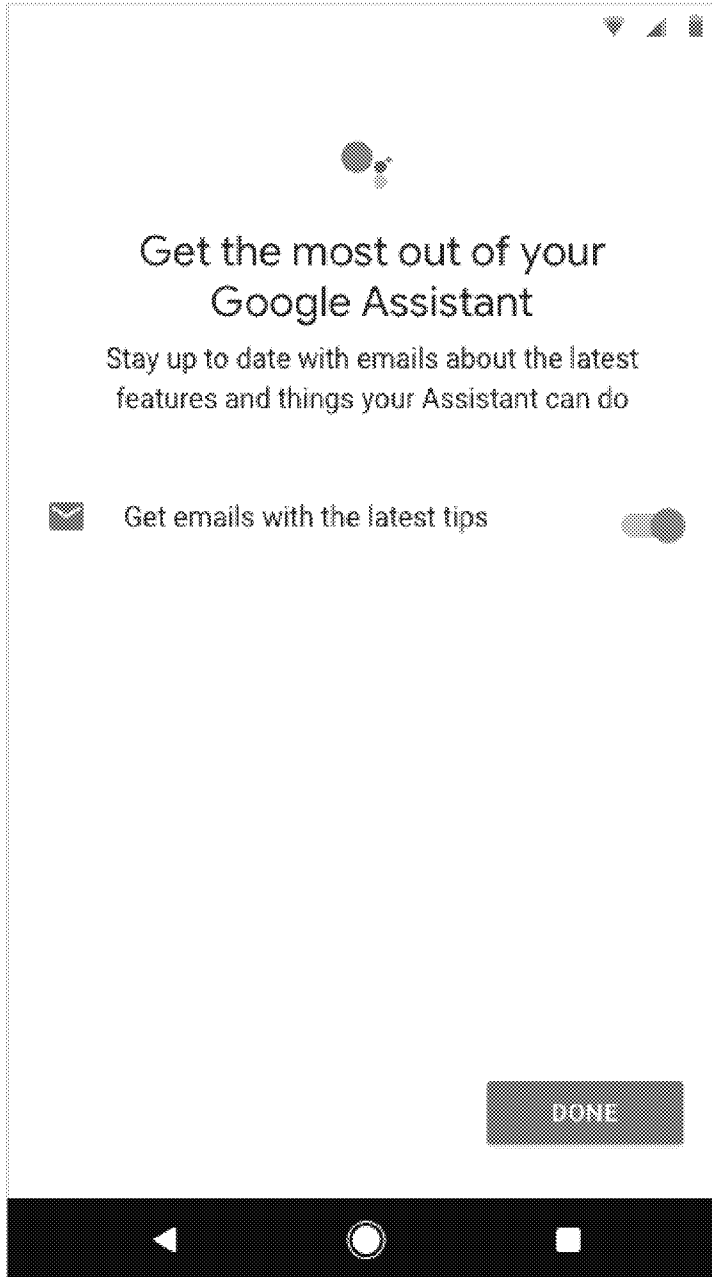 Get the most out of your
Google Assistant
Stay up to date with emails about the latest
features and things your Assistant can do
Get emails with the latest tips
DONE